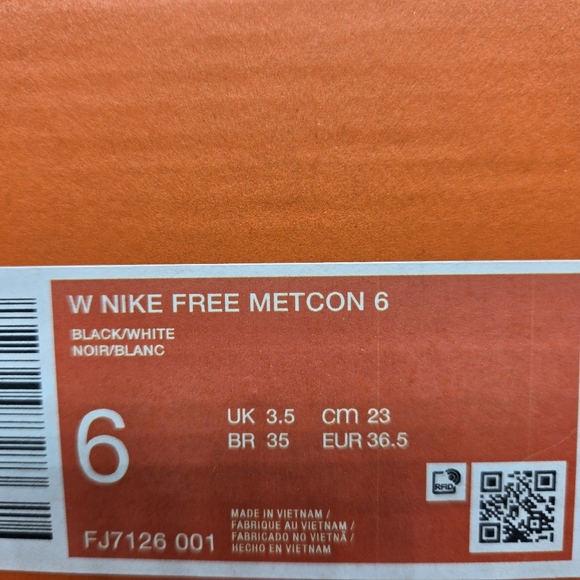 W NIKE FREE METCON 6
BLACK/WHITE
NOIR/BLANC
6
UK 3.5 cm 23
BR 35 EUR 36.5
RFID
FJ7126 001
MADE IN VIETNAM /
FABRIQUE AU VIETNAM /
FABRICADO NO VIETNÃ /
HECHO EN VIETNAM